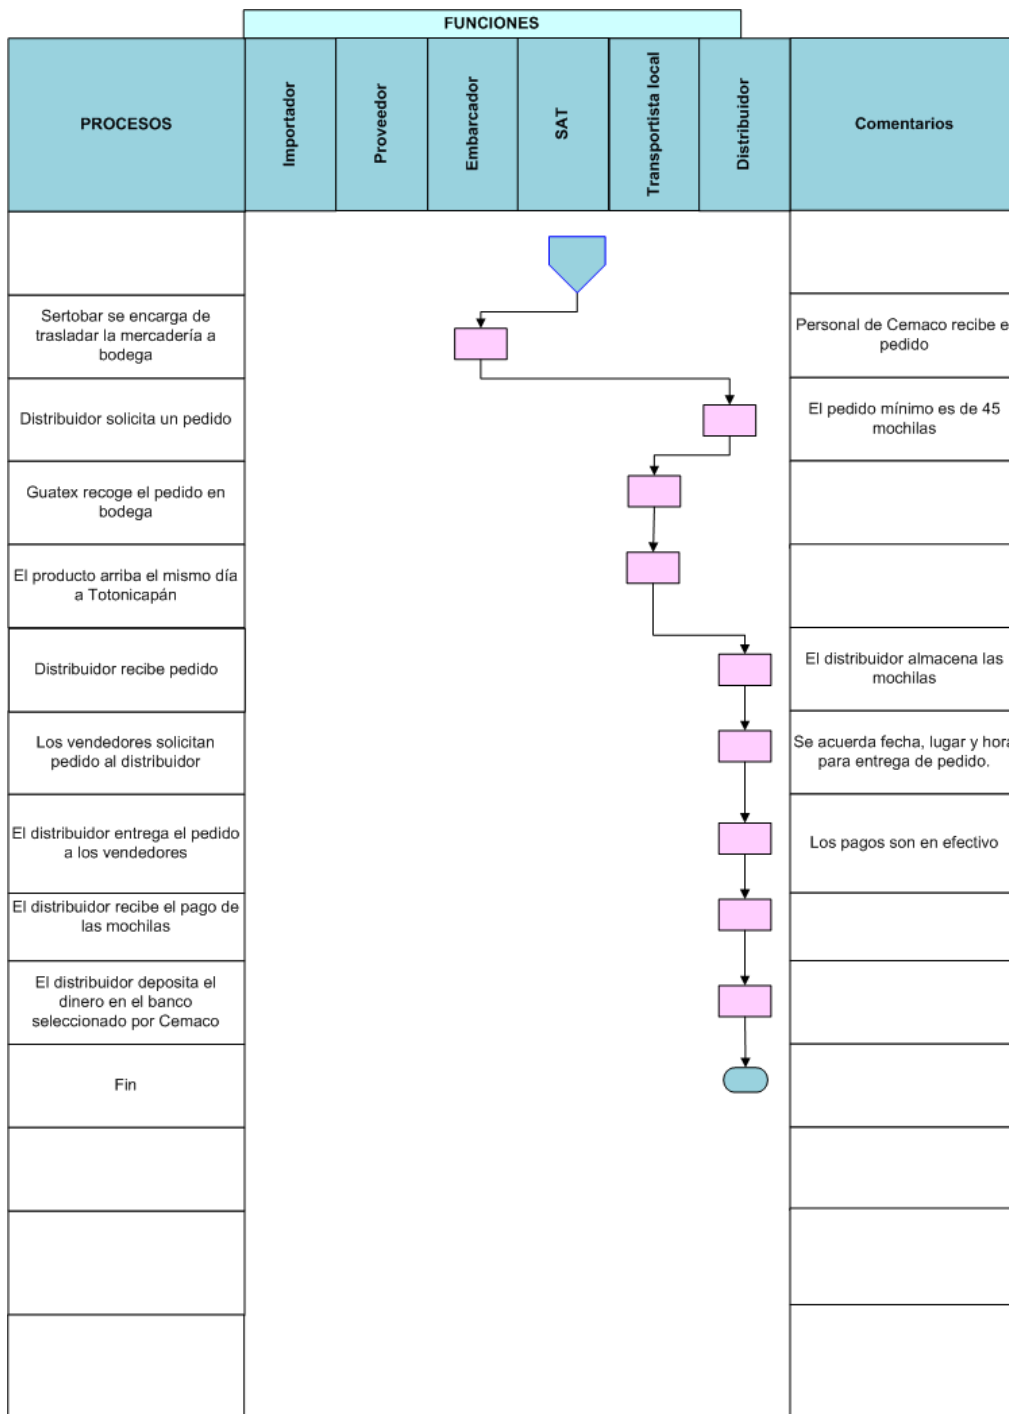 FUNCIONES
PROCESOS
Importador
Proveedor
Embarcador
SAT
Transportista local
Distribuidor
Comentarios
Sertobar se encarga de
trasladar la mercadería a
bodega
Personal de Cemaco recibe e
pedido
Distribuidor solicita un pedido
El pedido mínimo es de 45
mochilas
Guatex recoge el pedido en
bodega
El producto arriba el mismo día
a Totonicapán
Distribuidor recibe pedido
El distribuidor almacena las
mochilas
Los vendedores solicitan
pedido al distribuidor
Se acuerda fecha, lugar y hora
para entrega de pedido.
El distribuidor entrega el pedido
a los vendedores
Los pagos son en efectivo
El distribuidor recibe el pago de
las mochilas
El distribuidor deposita el
dinero en el banco
seleccionado por Cemaco
Fin